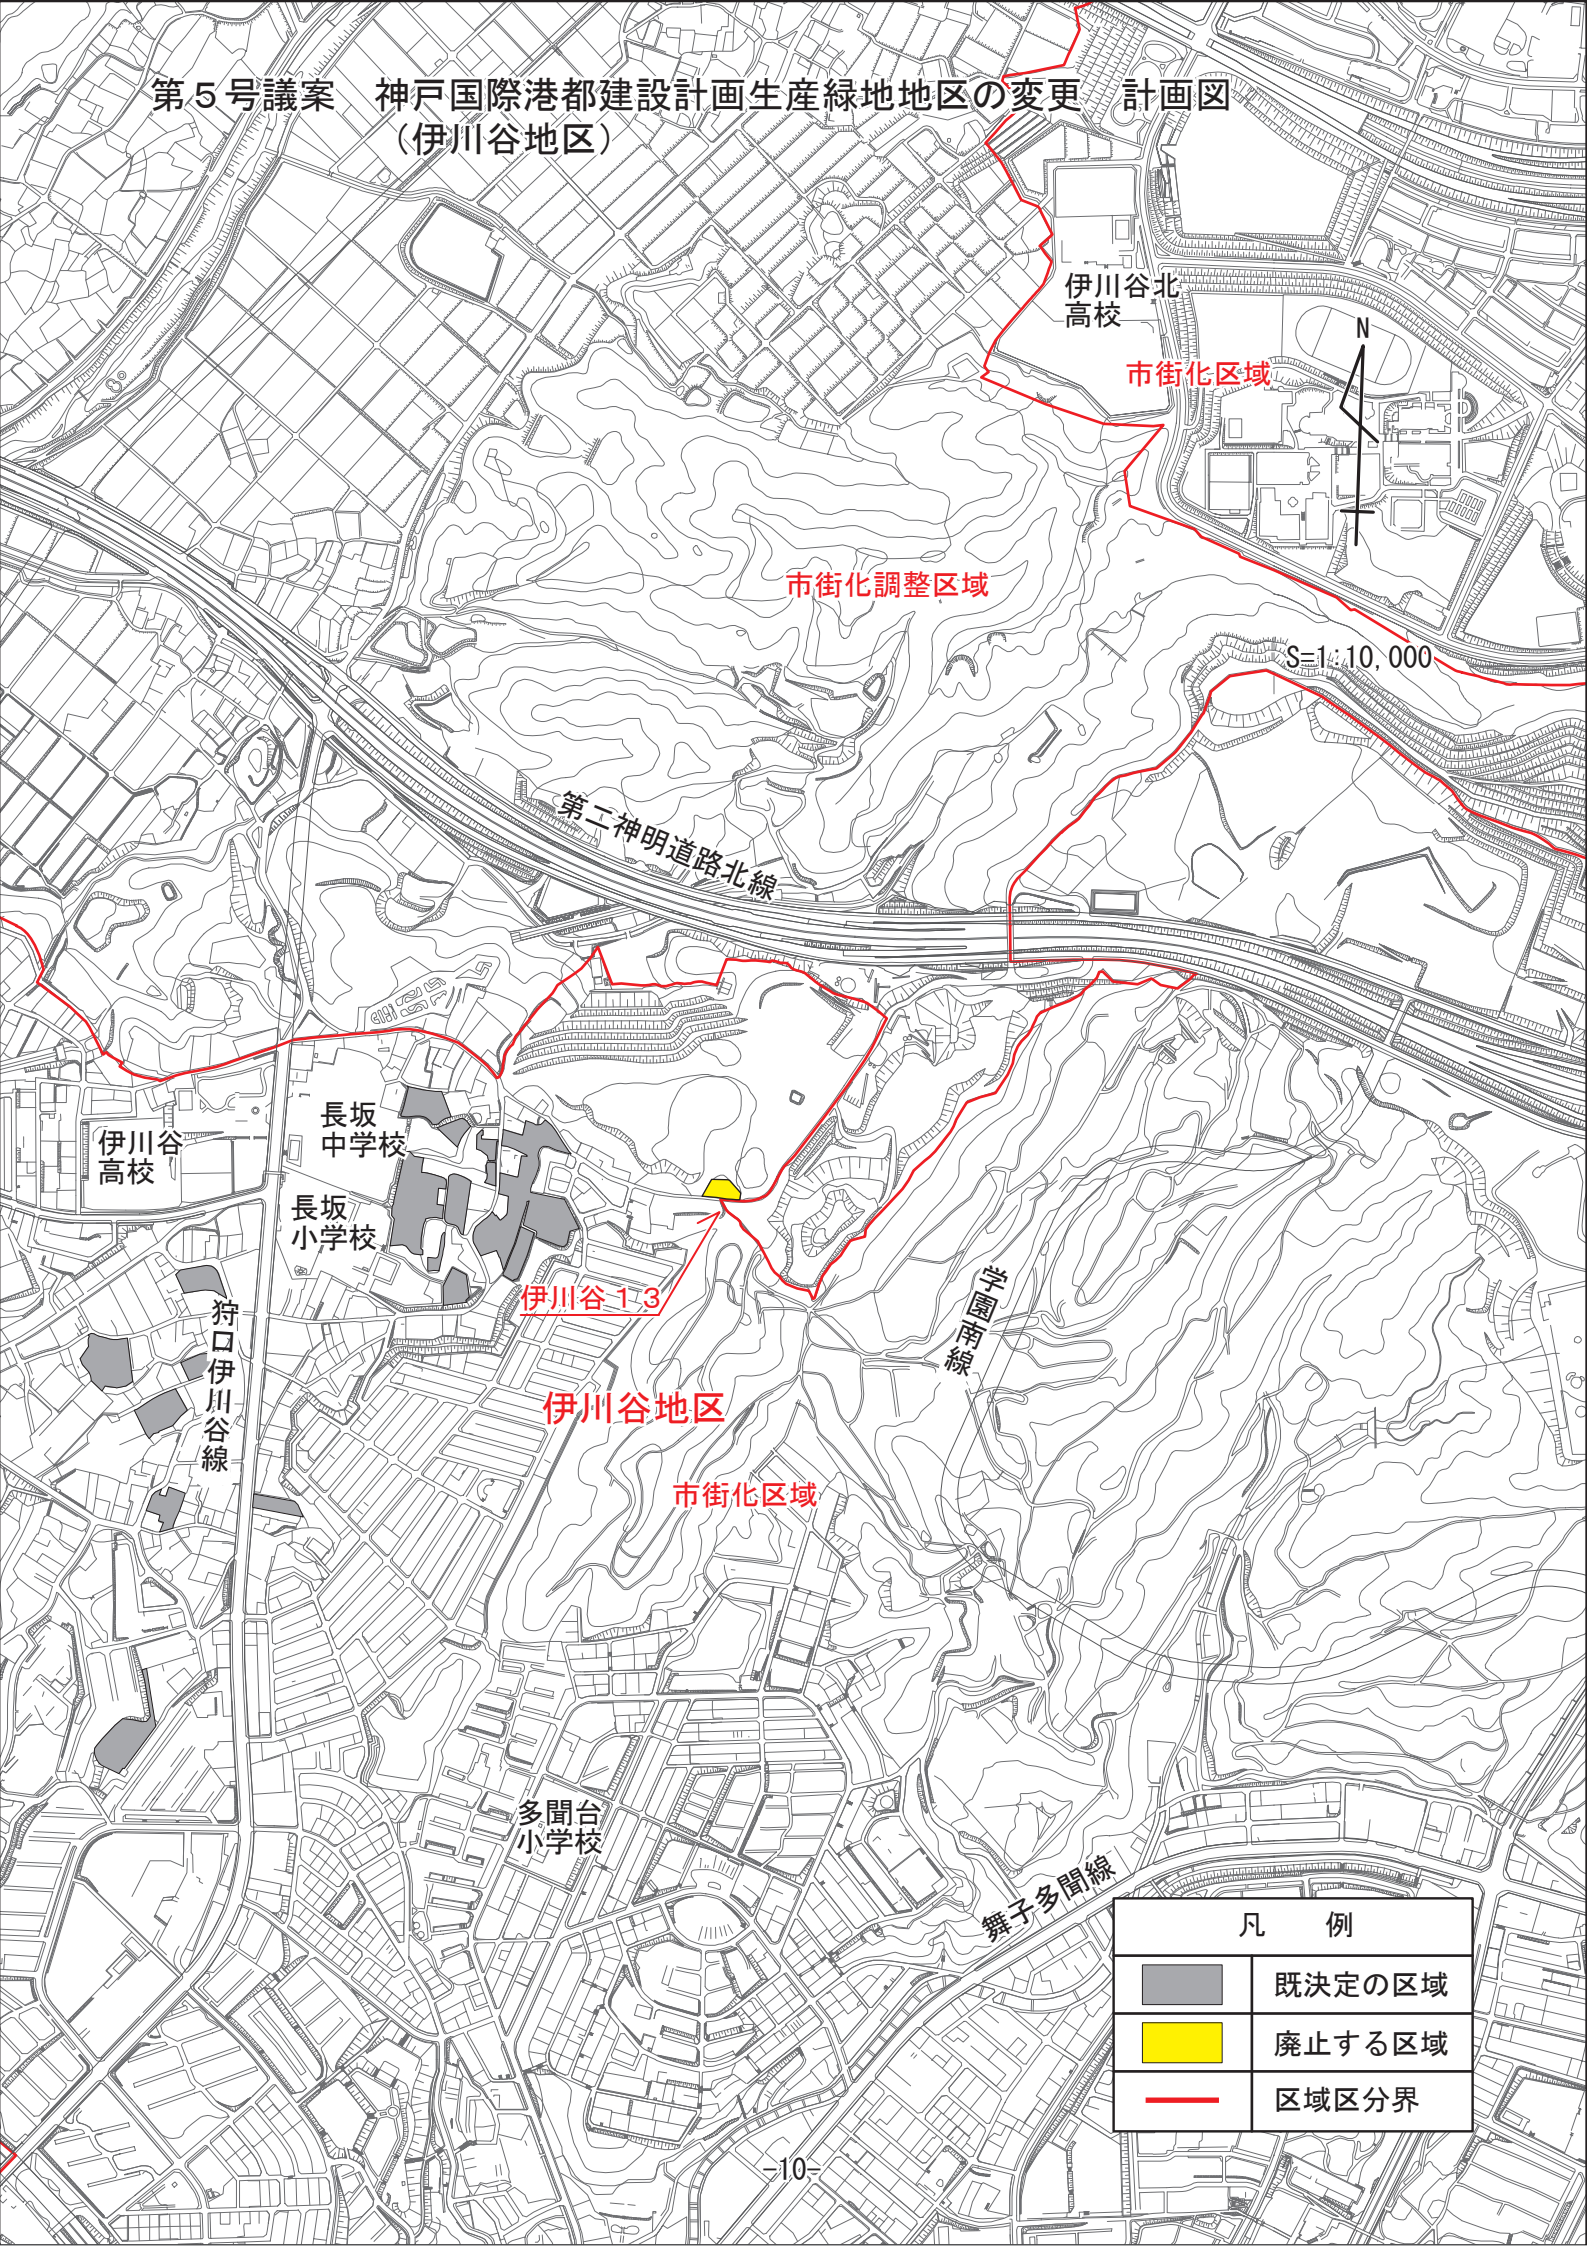 第５号議案　神戸国際港都建設計画生産緑地地区の変更　計画図
（伊川谷地区）
伊川谷北
高校
N
市街化区域
市街化調整区域
S=1:10,000
第二神明道路北線
長坂
中学校
伊川谷
高校
長坂
小学校
伊川谷１３
学園南線
狩口伊川谷線
伊川谷地区
市街化区域
多聞台
小学校
舞子多聞線
凡　例
既決定の区域
廃止する区域
区域区分界
-10-